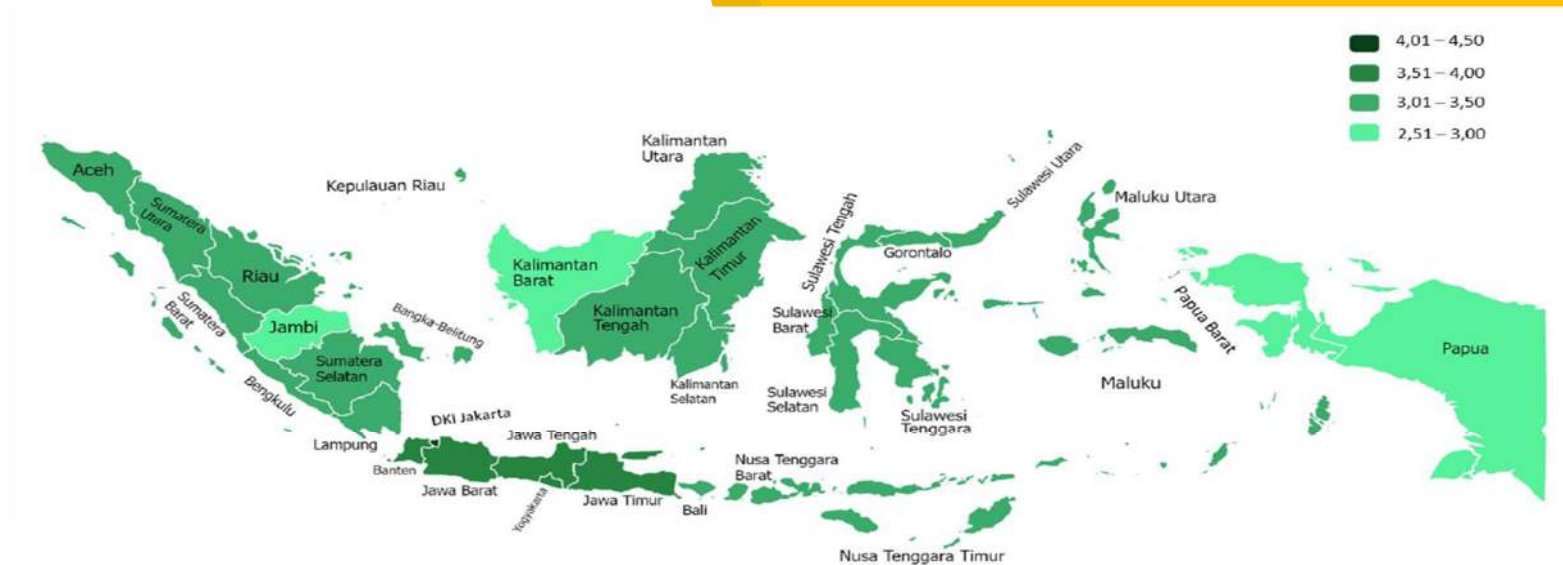 4,01 – 4,50
3,51 – 4,00
3,01 – 3,50
2,51 – 3,00
Kalimantan
Utara
Aceh
Kepulauan Riau
Sumatera
Utara
Riau
Sumatera
Barat
Jambi
Bangka-Belitung
Sumatera
Selatan
Bengkulu
Lampung
Kalimantan
Barat
Kalimantan
Tengah
Kalimantan
Timur
Kalimantan
Selatan
Sulawesi Tengah
Gorontalo
Sulawesi Utara
Sulawesi
Barat
Sulawesi
Selatan
Sulawesi
Tenggara
Maluku Utara
Maluku
Papua Barat
Papua
DKI Jakarta
Banten
Jawa Barat
Jawa Tengah
Yogyakarta
Jawa Timur
Bali
Nusa Tenggara
Barat
Nusa Tenggara Timur